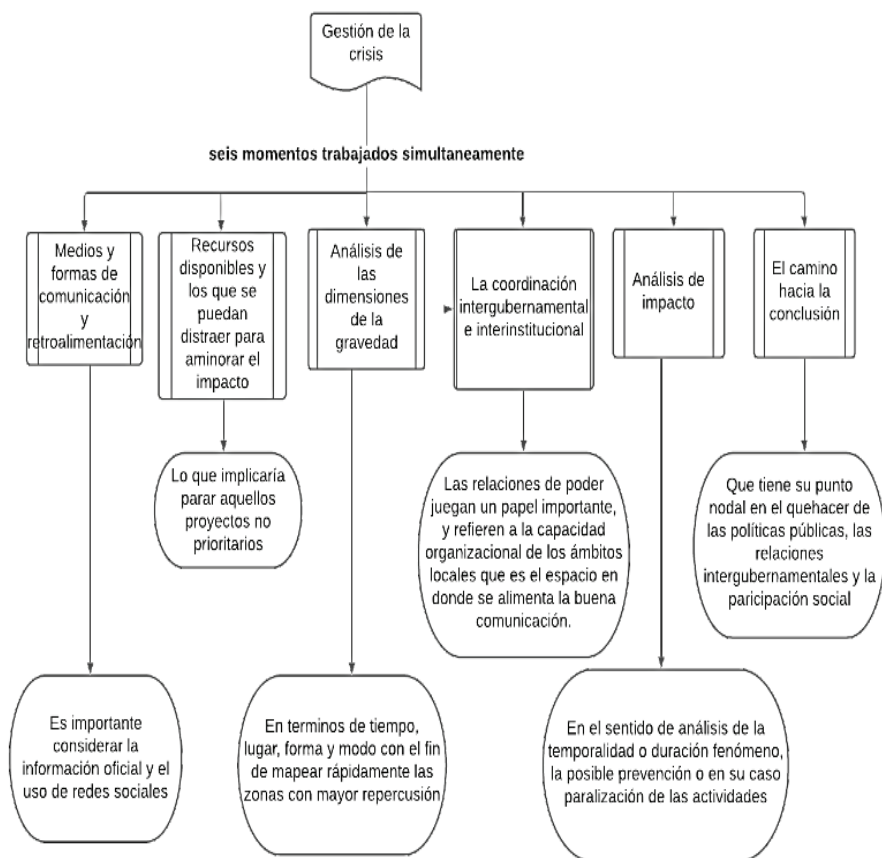 Gestión de la
crisis
seis momentos trabajados simultaneamente
Medios y
formas de
comunicación
y
retroalimentación
Recursos
disponibles y
los que se
puedan
distraer para
aminorar el
impacto
Análisis de
las
dimensiones
de la
gravedad
La coordinación
intergubernamental
e interinstitucional
Análisis de
impacto
El camino
hacia la
conclusión
Lo que implicaría
parar aquellos
proyectos no
prioritarios
Las relaciones de poder
juegan un papel importante,
y refieren a la capacidad
organizacional de los ámbitos
locales que es el espacio en
donde se alimenta la buena
comunicación.
Que tiene su punto
nodal en el quehacer de
las políticas públicas, las
relaciones
intergubernamentales y la
paricipación social
Es importante
considerar la
información oficial y el
uso de redes sociales
En terminos de tiempo,
lugar, forma y modo con el fin
de mapear rápidamente las
zonas con mayor repercusión
En el sentido de análisis de la
temporalidad o duración fenómeno,
la posible prevención o en su caso
paralización de las actividades